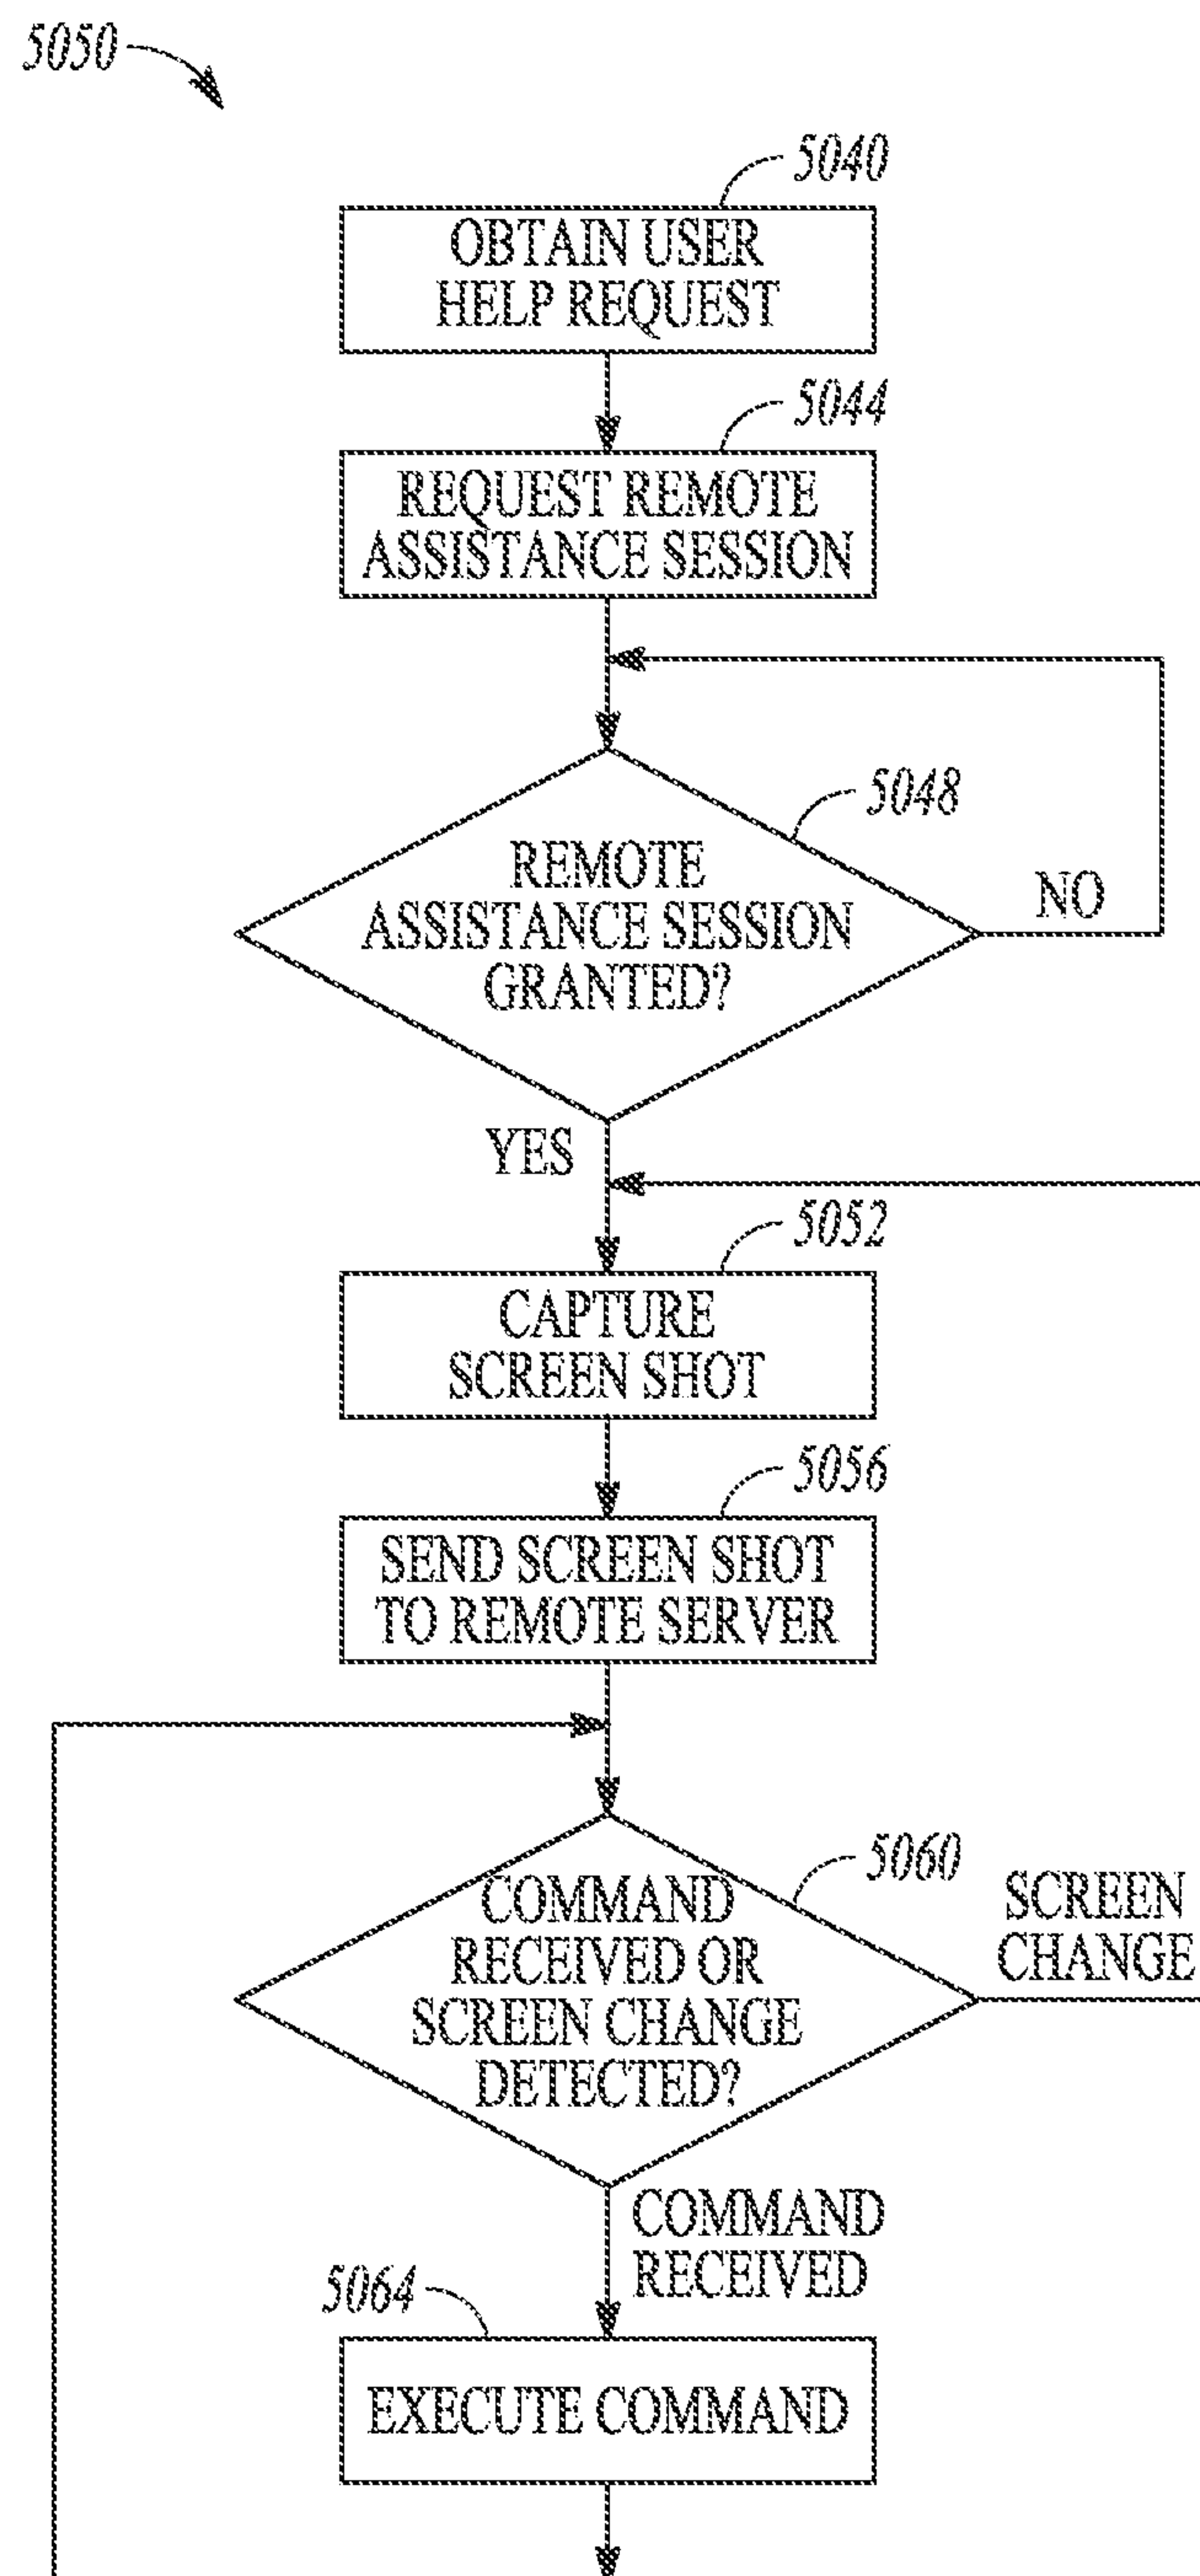 5050
5040
OBTAIN USER
HELP REQUEST
5044
REQUEST REMOTE
ASSISTANCE SESSION
5048
REMOTE
ASSISTANCE SESSION
GRANTED?
NO
YES
5052
CAPTURE
SCREEN SHOT
5056
SEND SCREEN SHOT
TO REMOTE SERVER
5060
COMMAND
RECEIVED OR
SCREEN CHANGE
DETECTED?
SCREEN
CHANGE
COMMAND
RECEIVED
5064
EXECUTE COMMAND